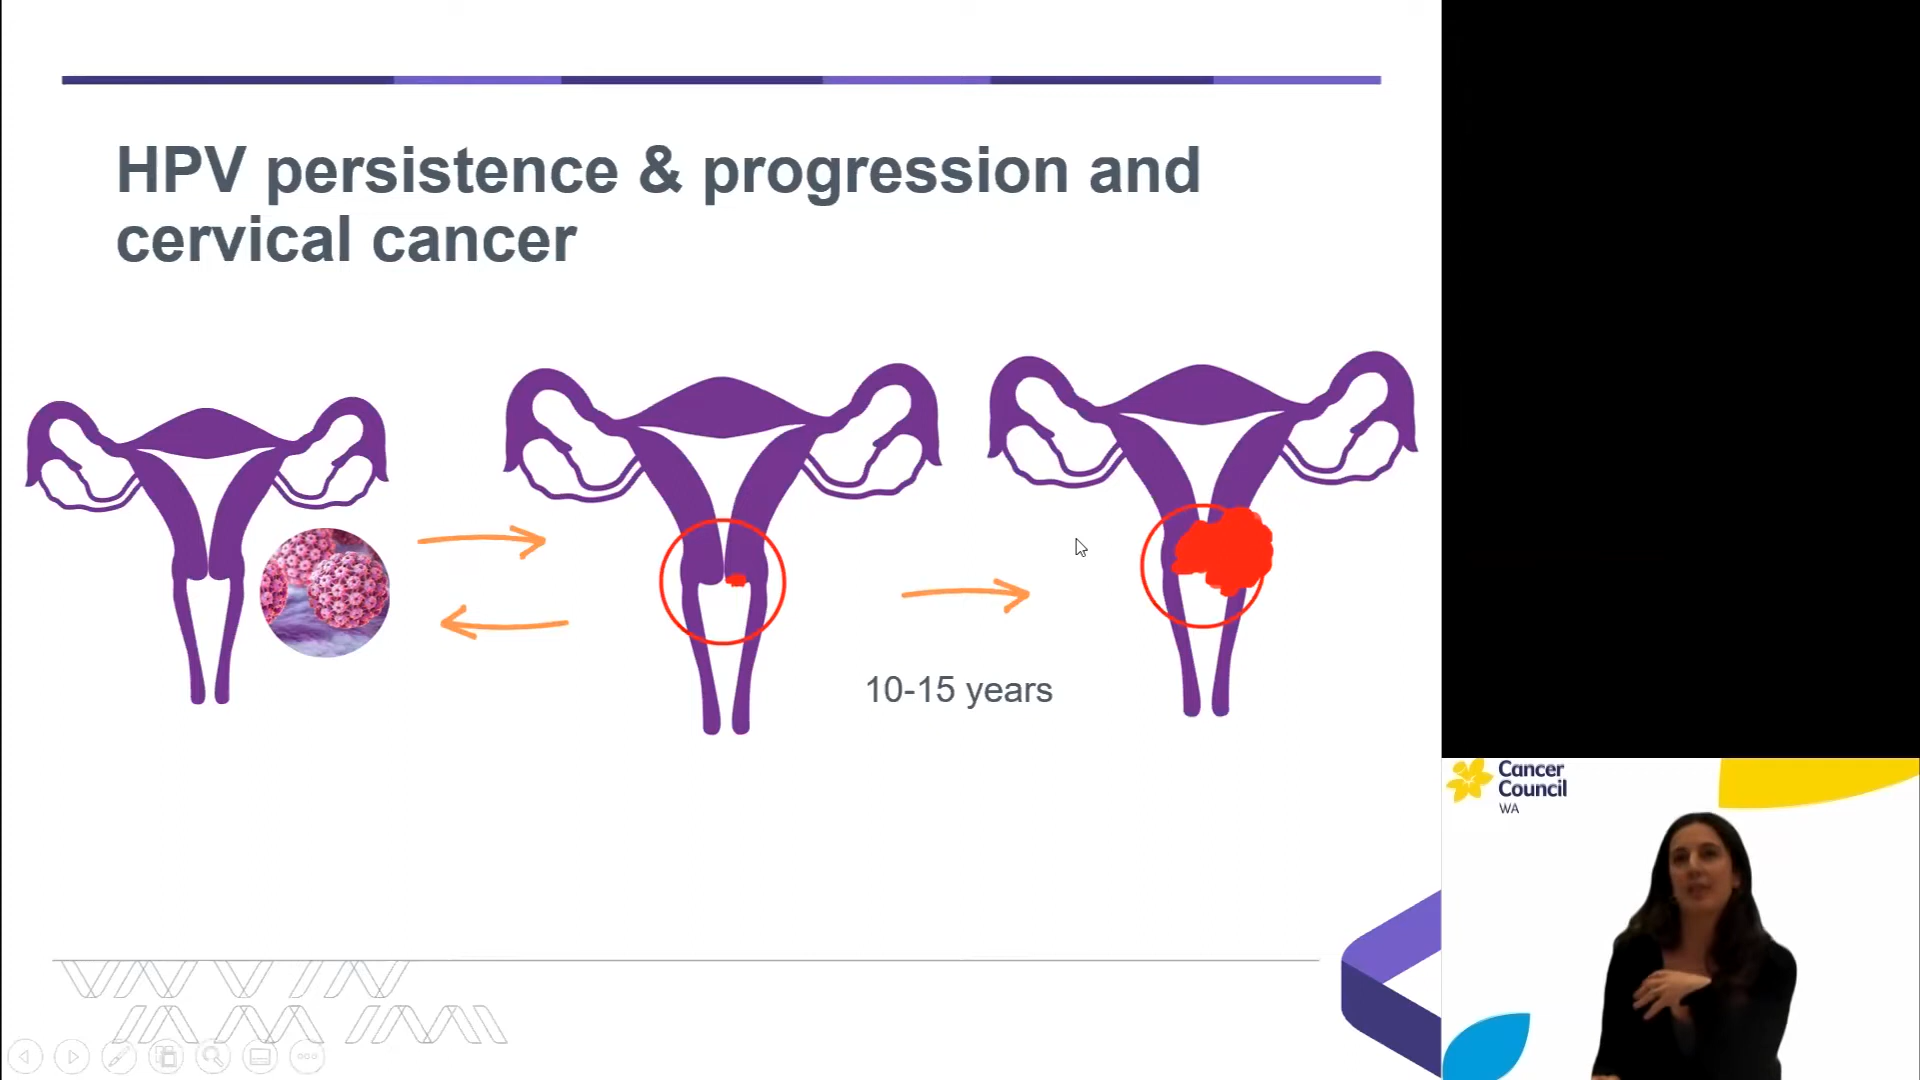 HPV persistence & progression and
cervical cancer
10-15 years
Cancer
Council
WA